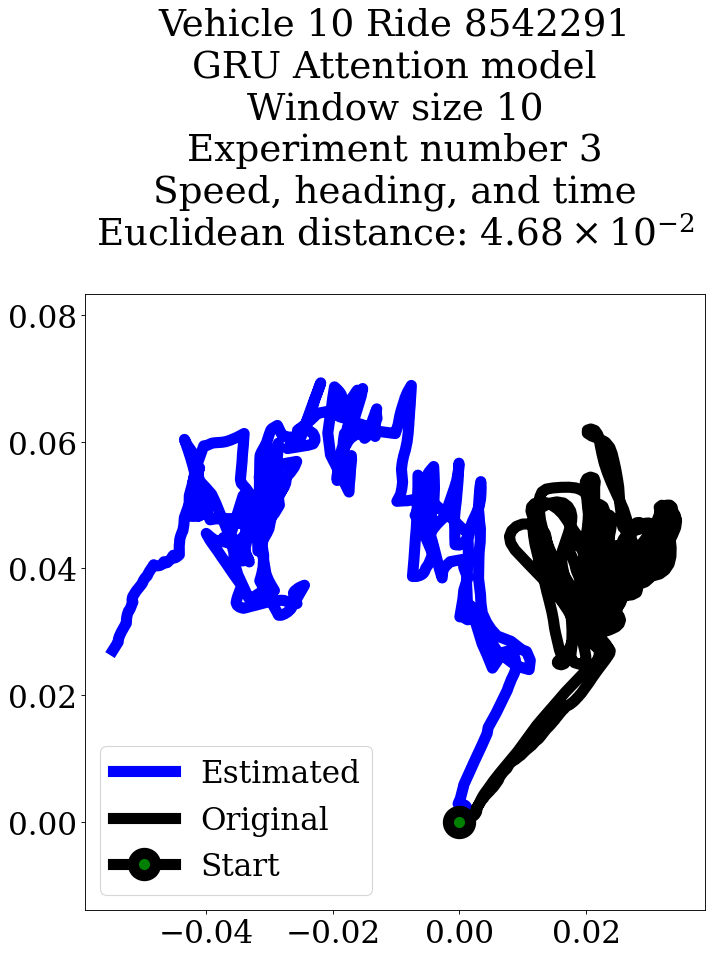 Vehicle 10 Ride 8542291
GRU Attention model
Window size 10
Experiment number 3
Speed, heading, and time
Euclidean distance: 4.68 × 10⁻²
0.08
0.06
0.04
0.02
0.00
Estimated
Original
Start
−0.04 −0.02 0.00 0.02